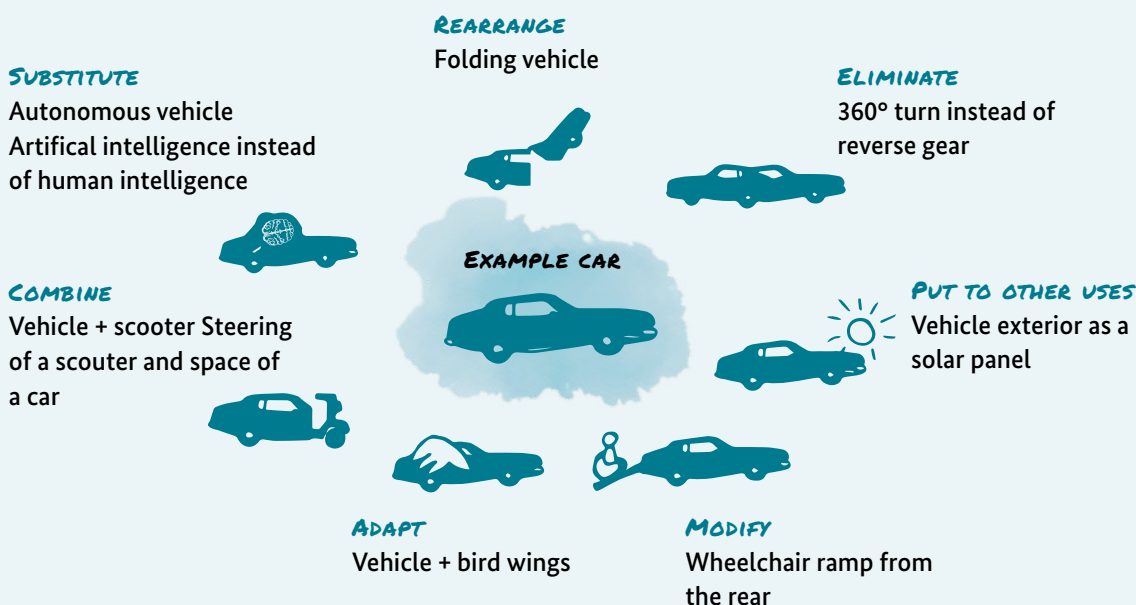 REARRANGE
Folding vehicle
SUBSTITUTE
Autonomous vehicle
Artifical intelligence instead
of human intelligence
ELIMINATE
360° turn instead of
reverse gear
EXAMPLE CAR
COMBINE
Vehicle + scooter Steering
of a scouter and space of
a car
PUT TO OTHER USES
Vehicle exterior as a
solar panel
ADAPT
Vehicle + bird wings
MODIFY
Wheelchair ramp from
the rear